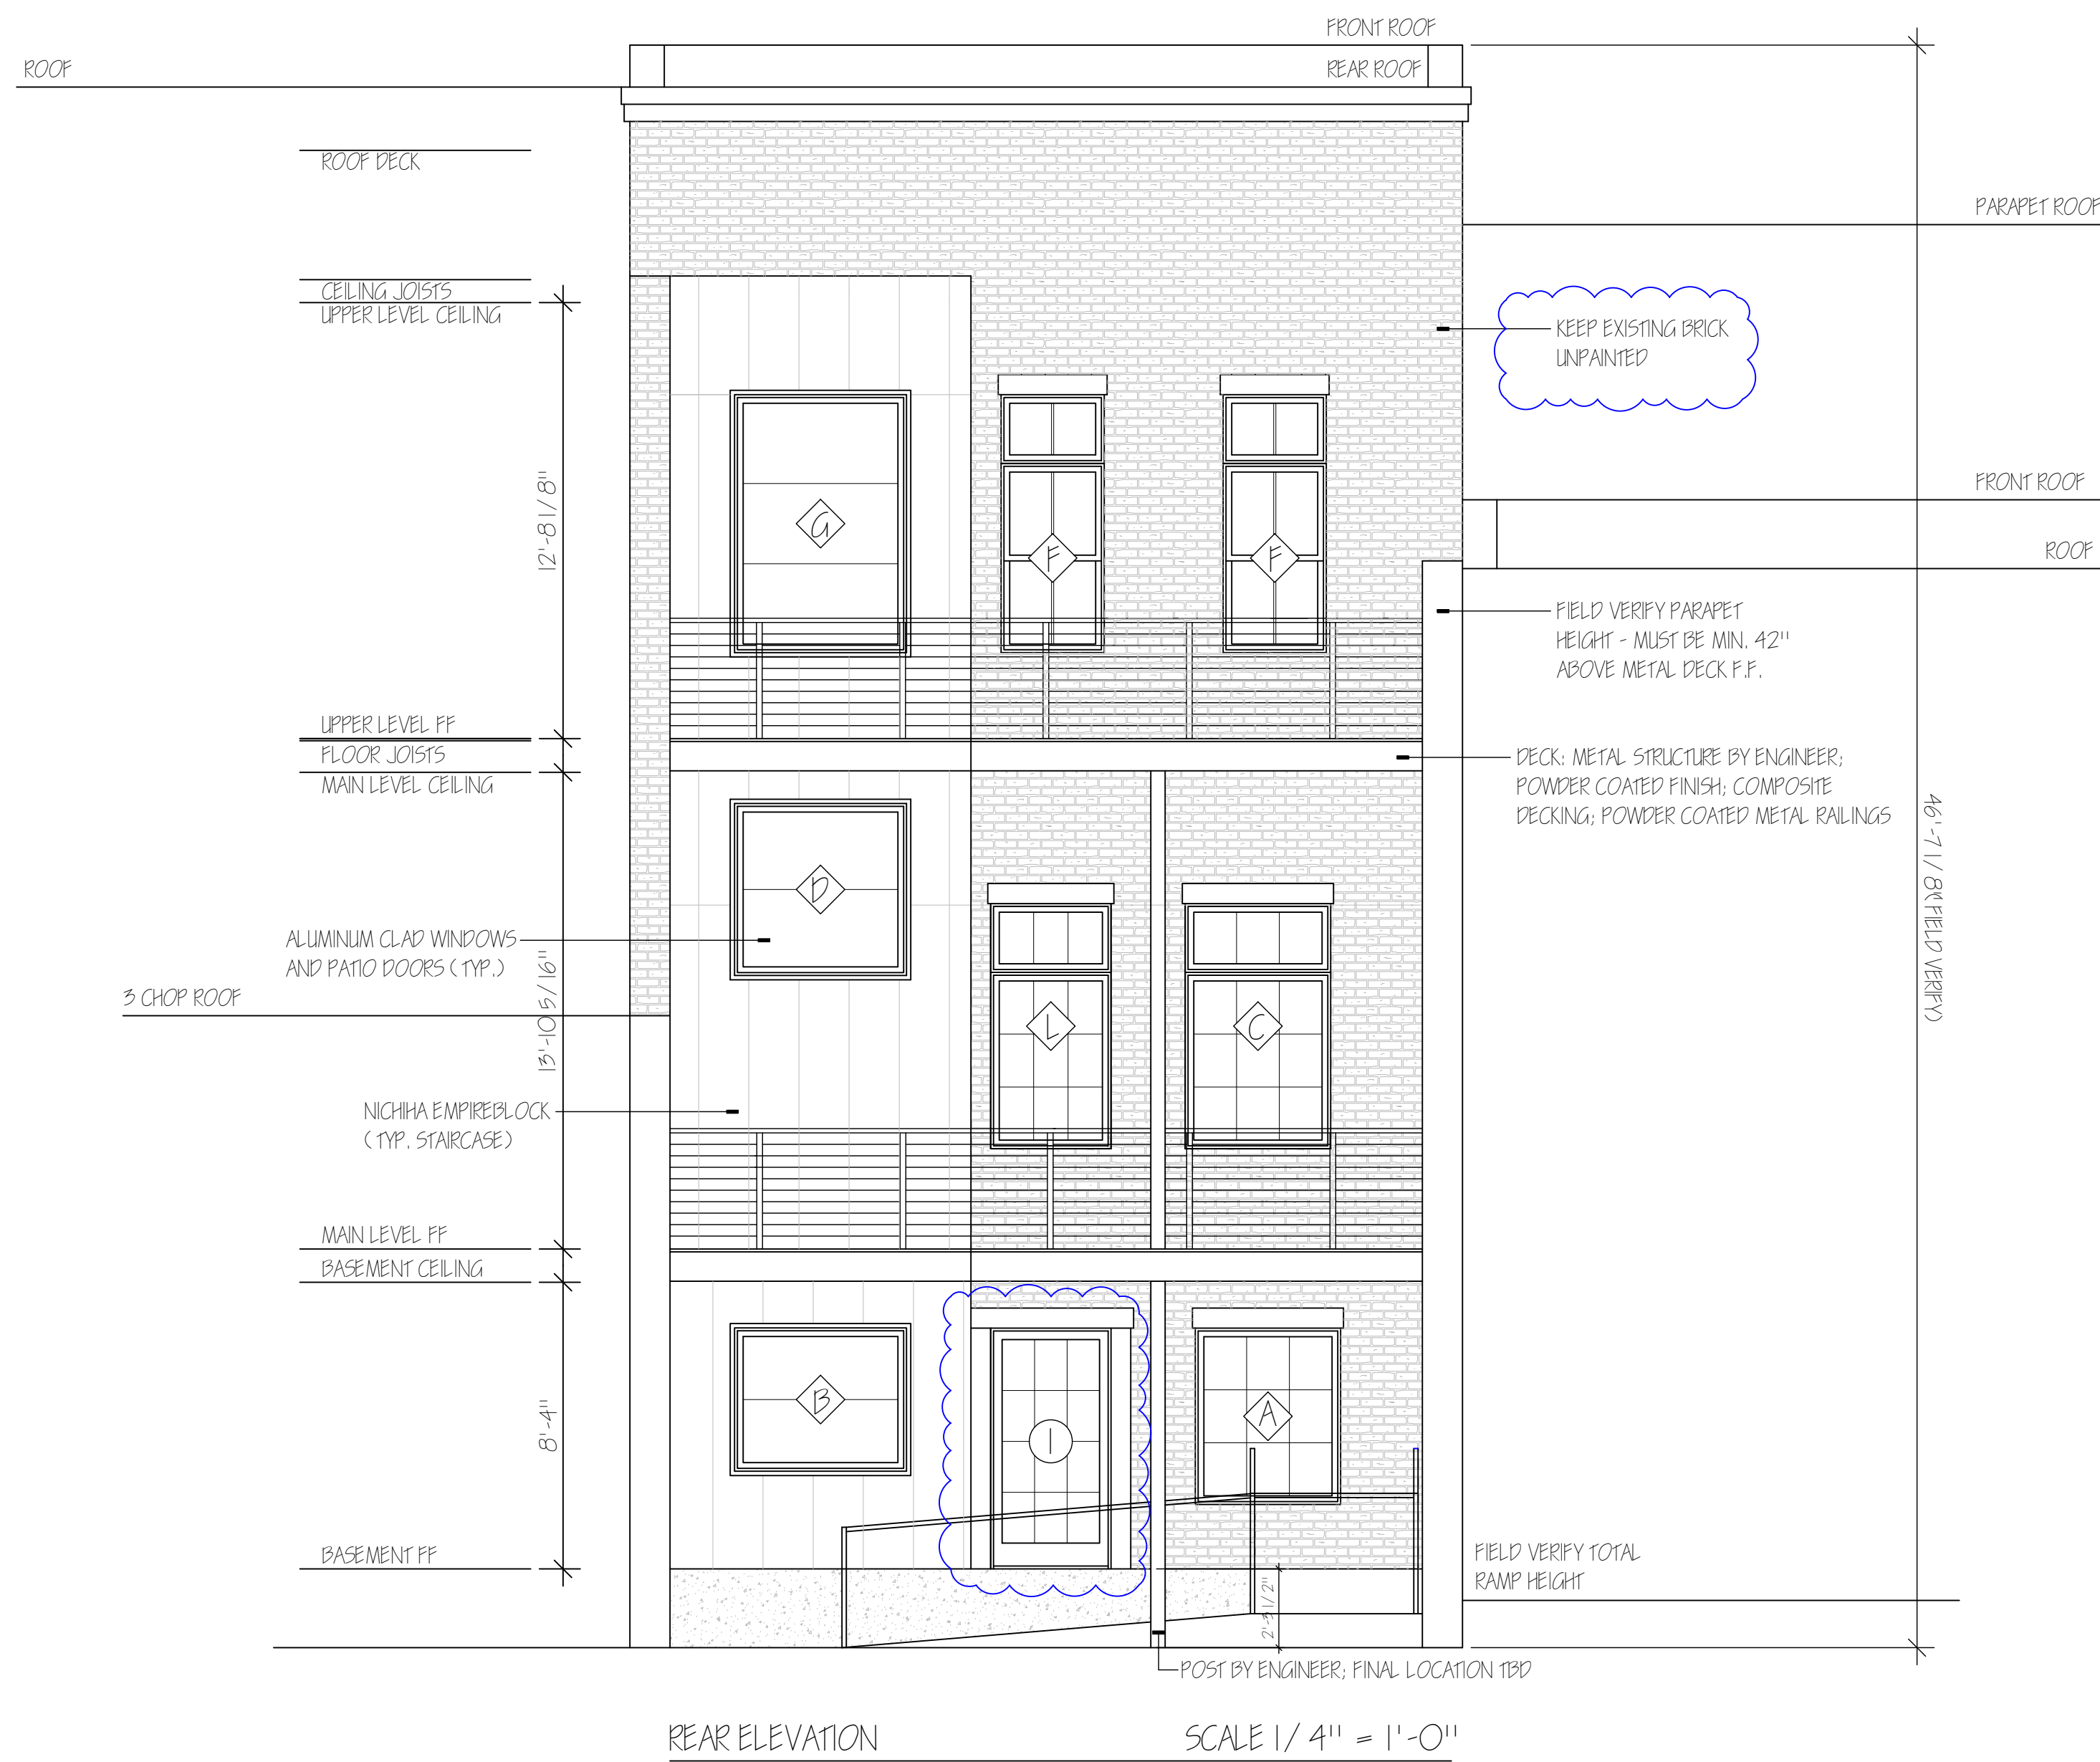 FRONT ROOF
ROOF
REAR ROOF
ROOF DECK
PARAPET ROOF
CEILING JOISTS
UPPER LEVEL CEILING
KEEP EXISTING BRICK
UNPAINTED
FRONT ROOF
12'-8 1/8"
G
F
F
ROOF
FIELD VERIFY PARAPET
HEIGHT - MUST BE MIN. 42"
ABOVE METAL DECK F.F.
UPPER LEVEL FF
FLOOR JOISTS
MAIN LEVEL CEILING
DECK: METAL STRUCTURE BY ENGINEER;
POWDER COATED FINISH; COMPOSITE
DECKING; POWDER COATED METAL RAILINGS
46'-7 1/8" (FIELD VERIFY)
D
ALUMINUM CLAD WINDOWS
AND PATIO DOORS (TYP.)
13'-10 5/16"
3 CHOP ROOF
L
C
NICHIHA EMPIREBLOCK
(TYP. STAIRCASE)
MAIN LEVEL FF
BASEMENT CEILING
8'-4"
B
1
A
BASEMENT FF
FIELD VERIFY TOTAL
RAMP HEIGHT
2'-3 1/2"
POST BY ENGINEER; FINAL LOCATION TBD
REAR ELEVATION
SCALE 1/4" = 1'-0"